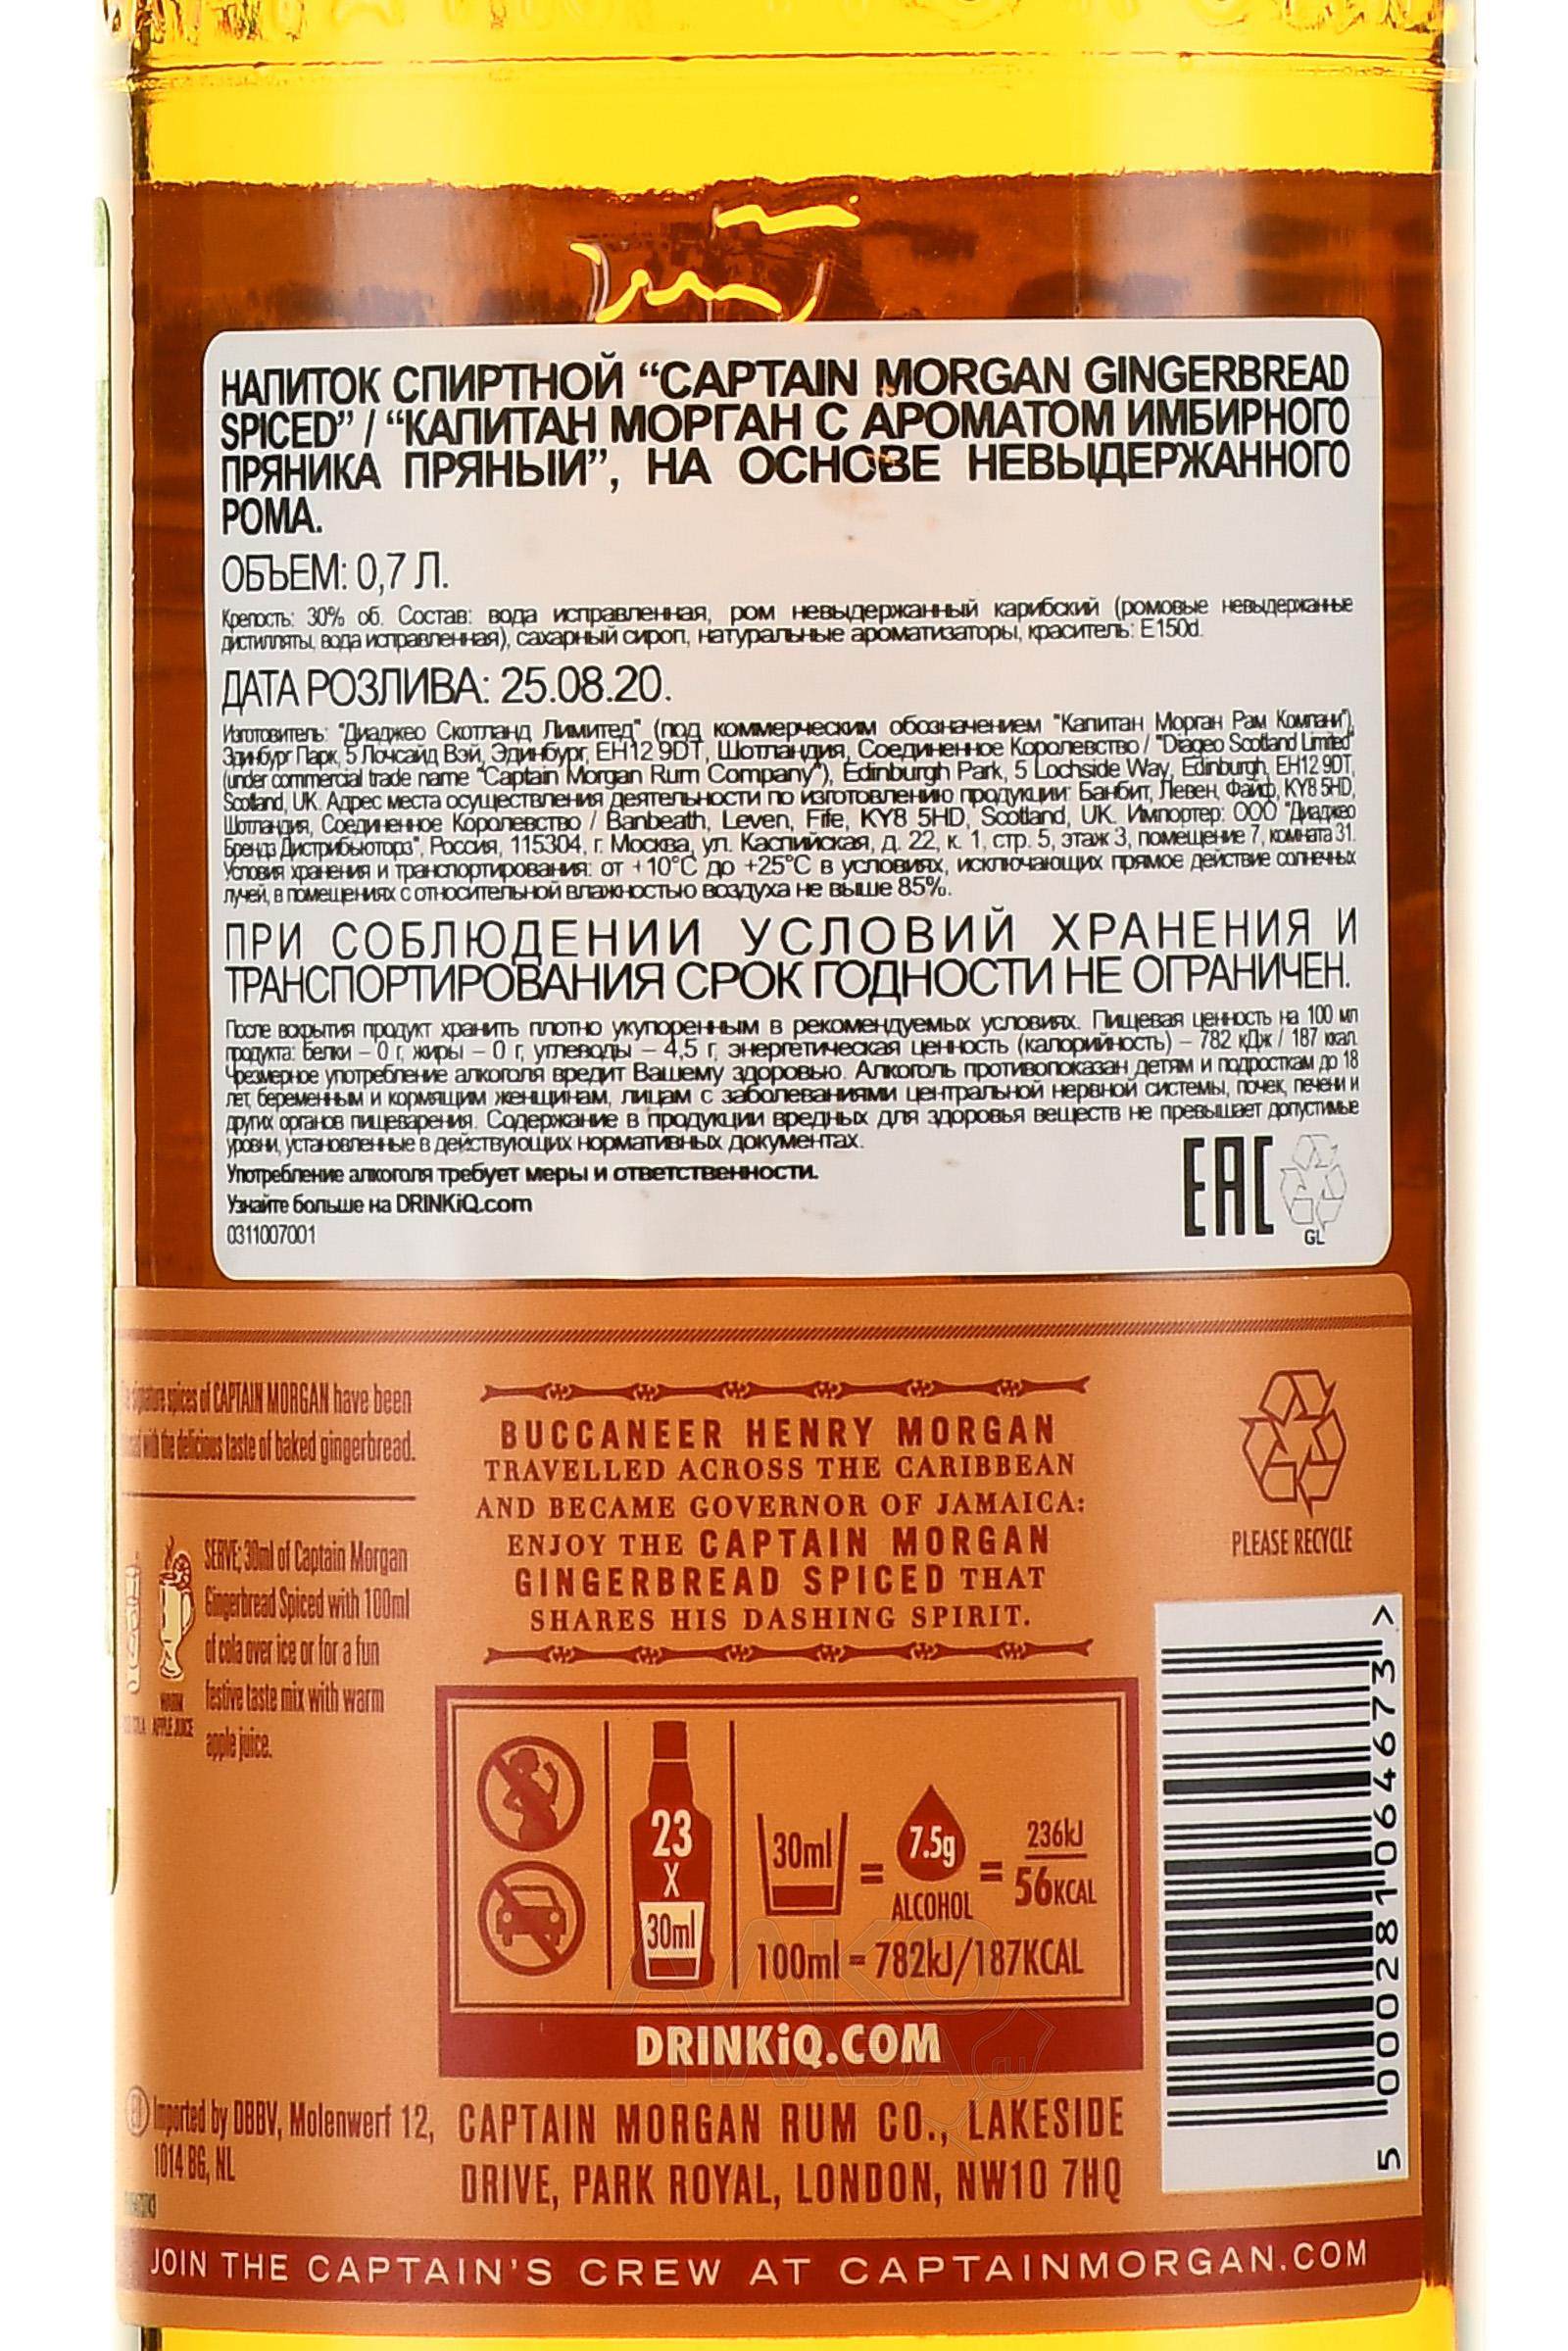 НАПИТОК СПИРТНОЙ “CAPTAIN MORGAN GINGERBREAD
SPICED” / “КАПИТАН МОРГАН С АРОМАТОМ ИМБИРНОГО
ПРЯНИКА ПРЯНЫЙ”, НА ОСНОВЕ НЕВЫДЕРЖАННОГО
РОМА.
ОБЪЕМ: 0,7 Л.
Крепость: 30% об. Состав: вода исправленная, ром невыдержанный карибский (ромовые невыдержанные
дистилляты, вода исправленная), сахарный сироп, натуральные ароматизаторы, краситель: Е150d.
ДАТА РОЗЛИВА: 25.08.20.
Изготовитель: "Диаджео Скотланд Лимитед" (под коммерческим обозначением "Капитан Морган Рам Компани"),
Эдинбург Парк, 5 Лочсайд Вэй, Эдинбург, EH12 9DT, Шотландия, Соединенное Королевство / "Diageo Scotland Limited"
(under commercial trade name "Captain Morgan Rum Company"), Edinburgh Park, 5 Lochside Way, Edinburgh, EH12 9DT,
Scotland, UK. Адрес места осуществления деятельности по изготовлению продукции: Банбит, Левен, Файф, KY8 5HD,
Шотландия, Соединенное Королевство / Banbeath, Leven, Fife, KY8 5HD, Scotland, UK. Импортер: ООО "Диаджео
Брендз Дистрибьюторз", Россия, 115304, г. Москва, ул. Каспийская, д. 22, к. 1, стр. 5, этаж 3, помещение 7, комната 31.
Условия хранения и транспортирования: от +10°С до +25°С в условиях, исключающих прямое действие солнечных
лучей, в помещениях с относительной влажностью воздуха не выше 85%.
ПРИ СОБЛЮДЕНИИ УСЛОВИЙ ХРАНЕНИЯ И
ТРАНСПОРТИРОВАНИЯ СРОК ГОДНОСТИ НЕ ОГРАНИЧЕН.
После вскрытия продукт хранить плотно укупоренным в рекомендуемых условиях. Пищевая ценность на 100 мл
продукта: белки – 0 г, жиры – 0 г, углеводы – 4,5 г, энергетическая ценность (калорийность) – 782 кДж / 187 ккал.
Чрезмерное употребление алкоголя вредит Вашему здоровью. Алкоголь противопоказан детям и подросткам до 18
лет, беременным и кормящим женщинам, лицам с заболеваниями центральной нервной системы, почек, печени и
других органов пищеварения. Содержание в продукции вредных для здоровья веществ не превышает допустимые
уровни, установленные в действующих нормативных документах.
Употребление алкоголя требует меры и ответственности.
Узнайте больше на DRINKiQ.com
0311007001
EAC
GL
signature spices of CAPTAIN MORGAN have been
with the delicious taste of baked gingerbread.
SERVE; 30ml of Captain Morgan
Gingerbread Spiced with 100ml
of cola over ice or for a fun
festive taste mix with warm
apple juice.
WARM
APPLE JUICE
BUCCANEER HENRY MORGAN
TRAVELLED ACROSS THE CARIBBEAN
AND BECAME GOVERNOR OF JAMAICA:
ENJOY THE CAPTAIN MORGAN
GINGERBREAD SPICED THAT
SHARES HIS DASHING SPIRIT.
PLEASE RECYCLE
23
X
30ml
30ml = 7.5g = 236kJ
56KCAL
ALCOHOL
100ml = 782kJ/187KCAL
DRINKiQ.COM
Imported by DBBV, Molenwerf 12,
1014 BG, NL
CAPTAIN MORGAN RUM CO., LAKESIDE
DRIVE, PARK ROYAL, LONDON, NW10 7HQ
5 000281 064673 >
JOIN THE CAPTAIN'S CREW AT CAPTAINMORGAN.COM